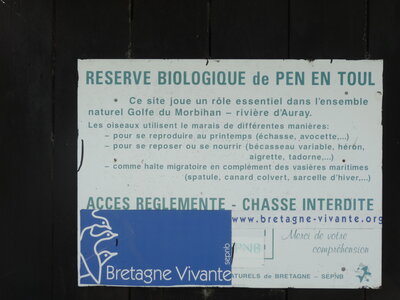 RESERVE BIOLOGIQUE de PEN EN TOUL
Ce site joue un rôle essentiel dans l'ensemble
naturel Golfe du Morbihan – rivière d'Auray.
Les oiseaux utilisent le marais de différentes manières:
– pour se reproduire au printemps (échasse, avocette,...)
– pour se reposer ou se nourrir (bécasseau variable, héron,
aigrette, tadorne,...)
– comme halte migratoire en complément des vasières maritimes
(spatule, canard colvert, sarcelle d'hiver,...)
ACCES REGLEMENTE - CHASSE INTERDITE
www.bretagne-vivante.org
Merci de votre
compréhension
PNB
sepnb
Bretagne Vivante
NATURELS de BRETAGNE – SEPNB